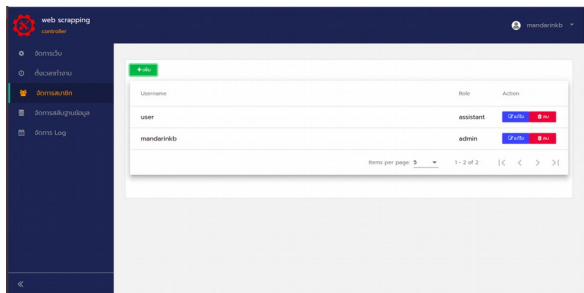 web scrapping
controller
mandarinkb
จัดการเว็บ
ตั้งเวลาทำงาน
จัดการสมาชิก
จัดการสลับฐานข้อมูล
จัดการ Log
+ เพิ่ม
Username Role Action
user assistant แก้ไข ลบ
mandarinkb admin แก้ไข ลบ
Items per page: 5 1 - 2 of 2